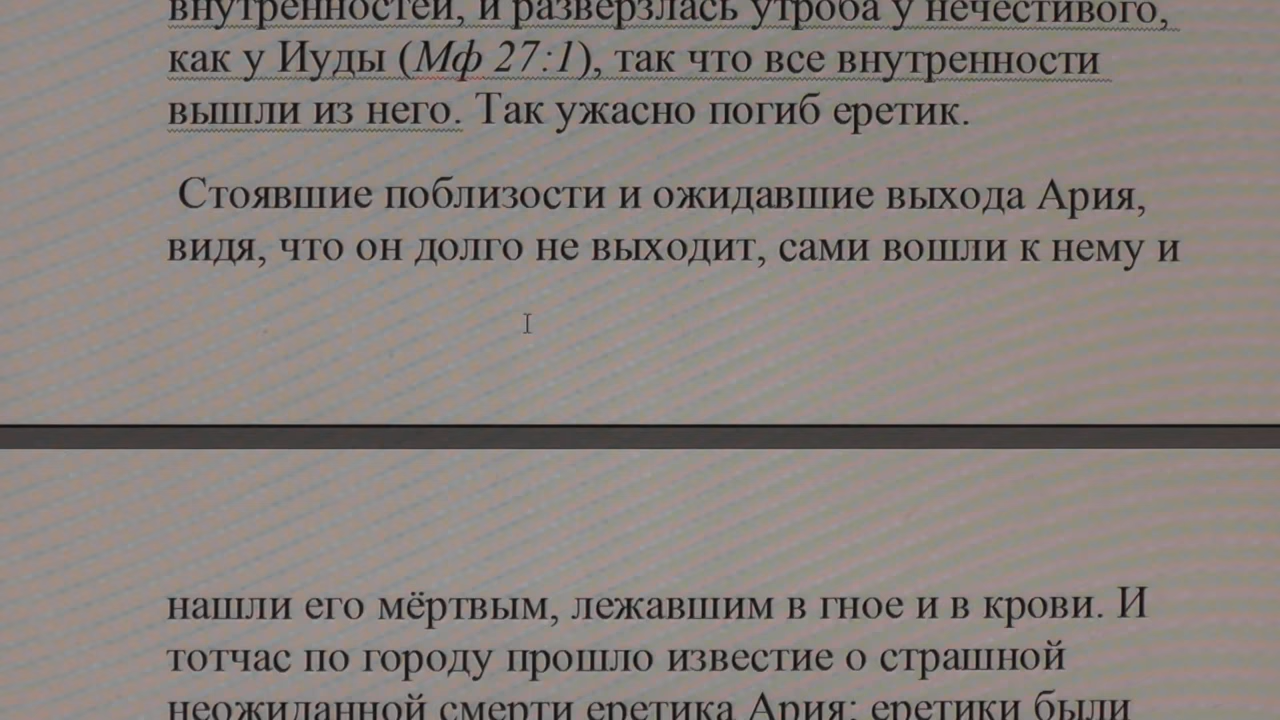 внутренностей, и разверзлась утроба у нечестивого,
как у Иуды (Мф 27:1), так что все внутренности
вышли из него. Так ужасно погиб еретик.
Стоявшие поблизости и ожидавшие выхода Ария,
видя, что он долго не выходит, сами вошли к нему и
нашли его мёртвым, лежавшим в гное и в крови. И
тотчас по городу прошло известие о страшной
неожиданной смерти еретика Ария; еретики были